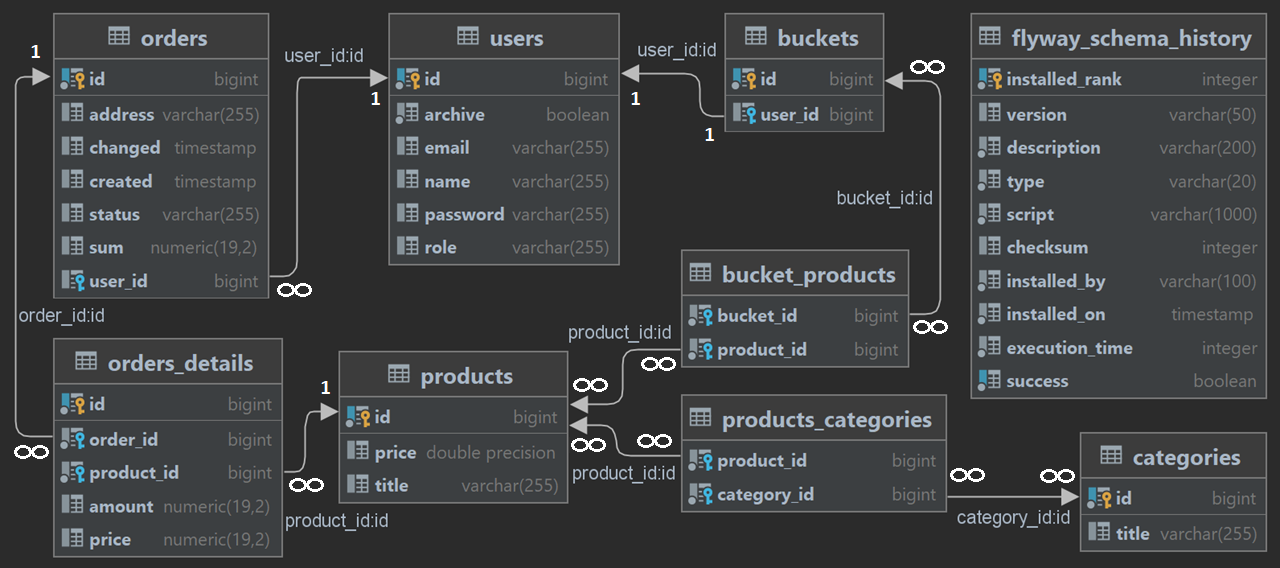 orders
id bigint
address varchar(255)
changed timestamp
created timestamp
status varchar(255)
sum numeric(19,2)
user_id bigint
1
user_id:id
1
∞
users
id bigint
archive boolean
email varchar(255)
name varchar(255)
password varchar(255)
role varchar(255)
user_id:id
1
1
buckets
id bigint
user_id bigint
∞
bucket_id:id
∞
flyway_schema_history
installed_rank integer
version varchar(50)
description varchar(200)
type varchar(20)
script varchar(1000)
checksum integer
installed_by varchar(100)
installed_on timestamp
execution_time integer
success boolean
order_id:id
orders_details
id bigint
order_id bigint
product_id bigint
amount numeric(19,2)
price numeric(19,2)
∞
1
∞
product_id:id
products
id bigint
price double precision
title varchar(255)
bucket_products
bucket_id bigint
product_id bigint
product_id:id
∞
∞
products_categories
product_id bigint
category_id bigint
∞
∞
product_id:id
∞
∞
category_id:id
categories
id bigint
title varchar(255)